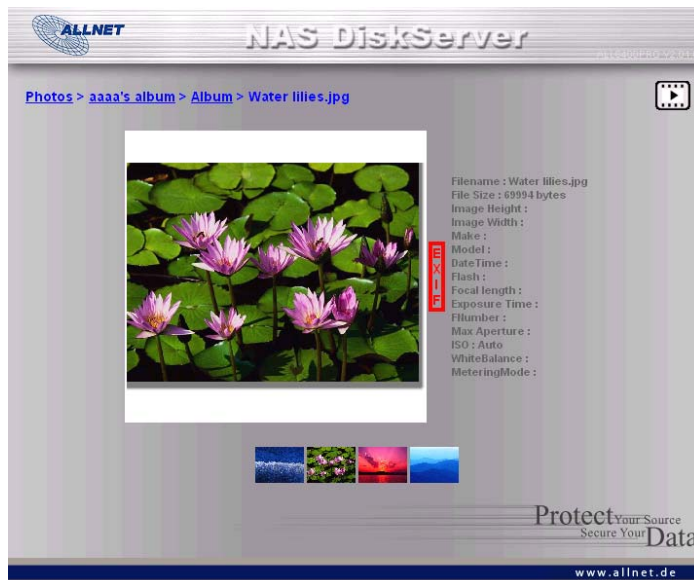 ALLNET
NAS DiskServer
Photos > aaaa's album > Album > Water lilies.jpg
Filename : Water lilies.jpg
File Size : 69994 bytes
Image Height :
Image Width :
Make :
Model :
DateTime :
Flash :
Focal length :
Exposure Time :
FNumber :
Max Aperture :
ISO : Auto
WhiteBalance :
MeteringMode :
EXIF
Protect Your Source
Secure Your Data
www.allnet.de